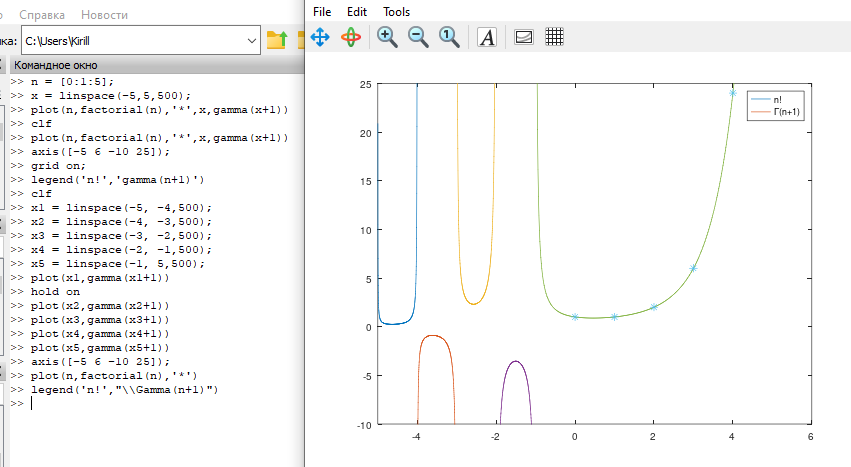 Справка Новости
File Edit Tools
ка: C:\Users\Kirill
Командное окно
>> n = [0:1:5];
>> x = linspace(-5,5,500);
>> plot(n,factorial(n),'*',x,gamma(x+1))
>> clf
>> plot(n,factorial(n),'*',x,gamma(x+1))
>> axis([-5 6 -10 25]);
>> grid on;
>> legend('n!','gamma(n+1)')
>> clf
>> x1 = linspace(-5, -4,500);
>> x2 = linspace(-4, -3,500);
>> x3 = linspace(-3, -2,500);
>> x4 = linspace(-2, -1,500);
>> x5 = linspace(-1, 5,500);
>> plot(x1,gamma(x1+1))
>> hold on
>> plot(x2,gamma(x2+1))
>> plot(x3,gamma(x3+1))
>> plot(x4,gamma(x4+1))
>> plot(x5,gamma(x5+1))
>> axis([-5 6 -10 25]);
>> plot(n,factorial(n),'*')
>> legend('n!',"\\Gamma(n+1)")
>>
1
A
25
20
15
10
5
0
-5
-10
-4 -2 0 2 4 6
n!
Γ(n+1)